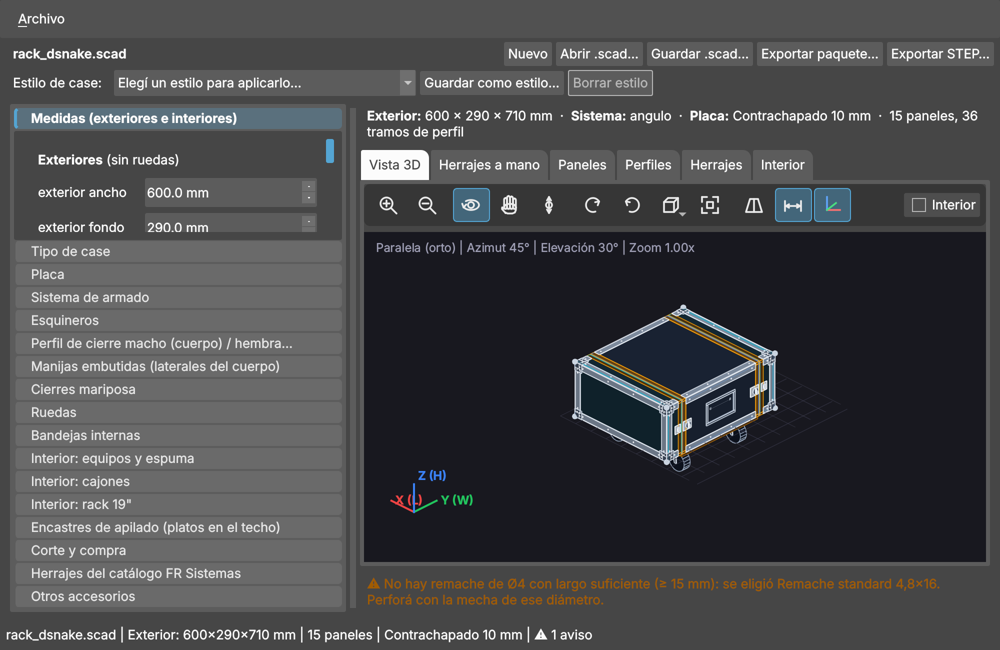 Archivo
rack_dsnake.scad
Nuevo
Abrir .scad...
Guardar .scad...
Exportar paquete...
Exportar STEP...
Estilo de case:
Elegí un estilo para aplicarlo...
Guardar como estilo...
Borrar estilo
Medidas (exteriores e interiores)
Exteriores (sin ruedas)
exterior ancho
600.0 mm
exterior fondo
290.0 mm
Tipo de case
Placa
Sistema de armado
Esquineros
Perfil de cierre macho (cuerpo) / hembra...
Manijas embutidas (laterales del cuerpo)
Cierres mariposa
Ruedas
Bandejas internas
Interior: equipos y espuma
Interior: cajones
Interior: rack 19"
Encastres de apilado (platos en el techo)
Corte y compra
Herrajes del catálogo FR Sistemas
Otros accesorios
Exterior: 600 × 290 × 710 mm · Sistema: angulo · Placa: Contrachapado 10 mm · 15 paneles, 36
tramos de perfil
Vista 3D
Herrajes a mano
Paneles
Perfiles
Herrajes
Interior
Interior
Paralela (orto) | Azimut 45° | Elevación 30° | Zoom 1.00x
Z (H)
X (L)
Y (W)
⚠ No hay remache de Ø4 con largo suficiente (≥ 15 mm): se eligió Remache standard 4,8×16.
Perforá con la mecha de ese diámetro.
rack_dsnake.scad | Exterior: 600×290×710 mm | 15 paneles | Contrachapado 10 mm | ⚠ 1 aviso